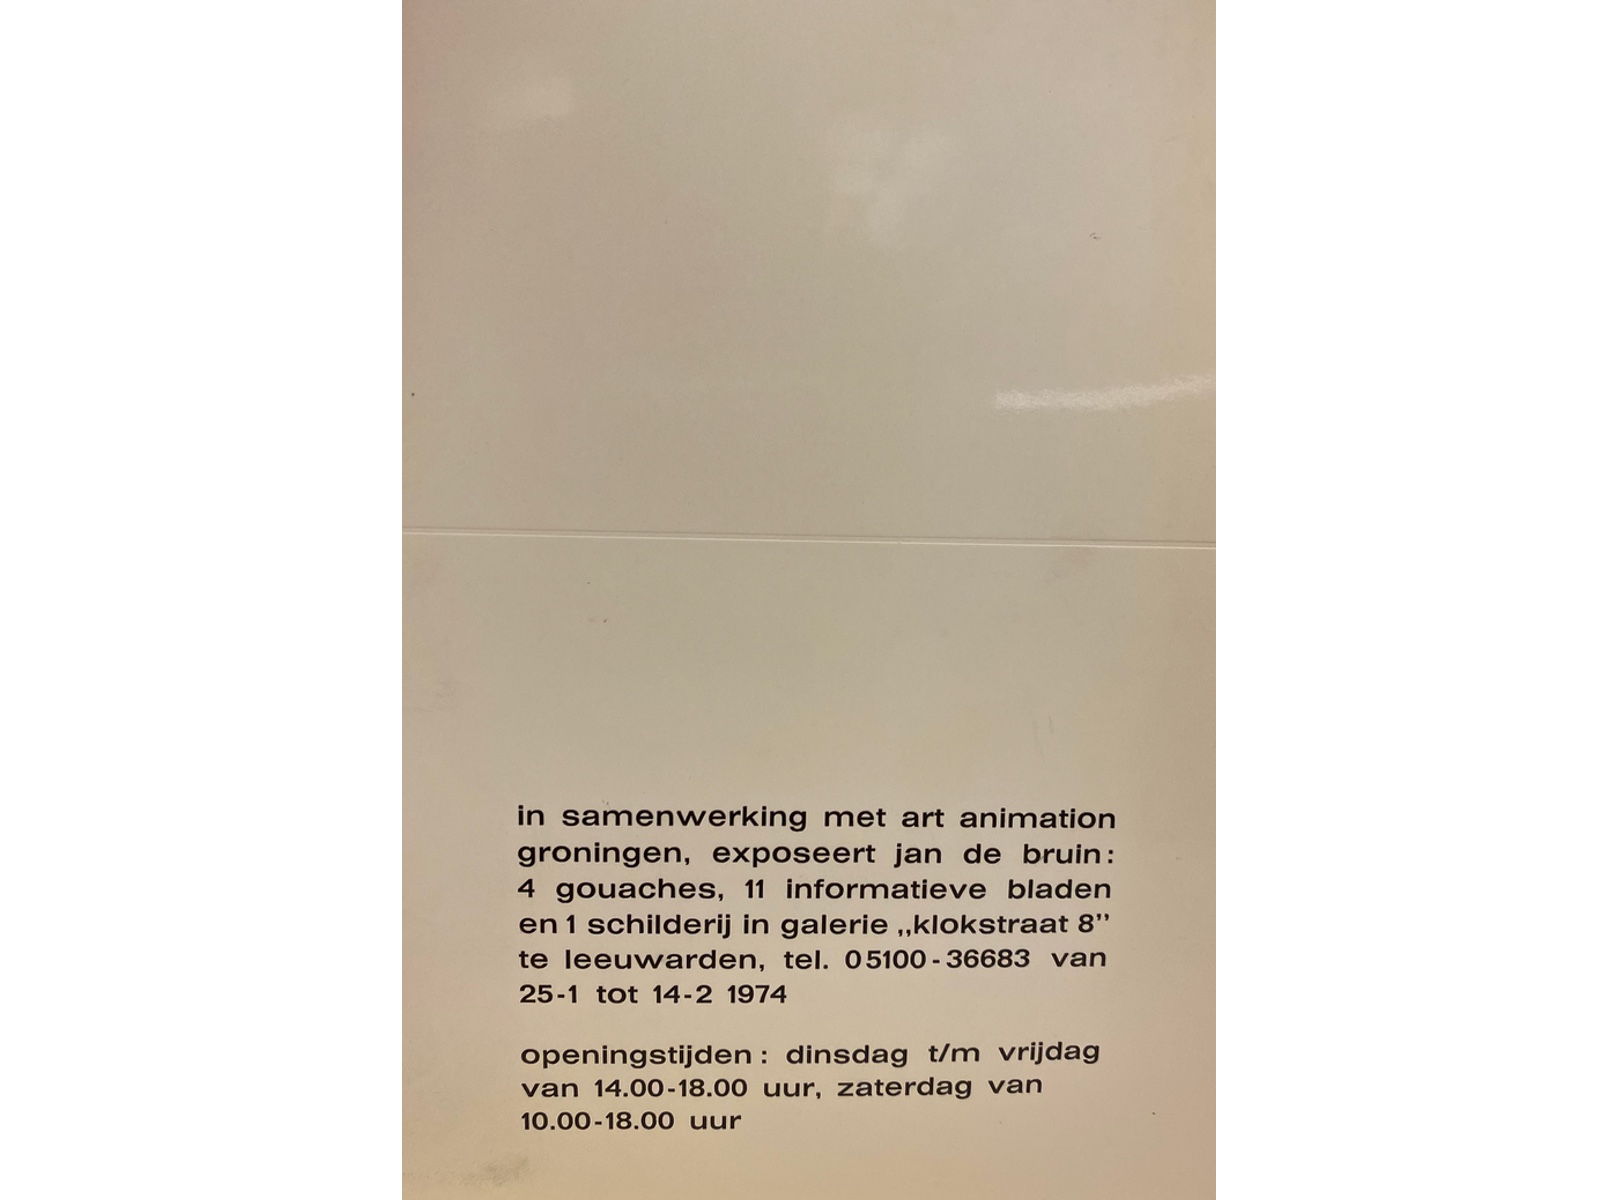 in samenwerking met art animation
groningen, exposeert jan de bruin:
4 gouaches, 11 informatieve bladen
en 1 schilderij in galerie „klokstraat 8”
te leeuwarden, tel. 05100-36683 van
25-1 tot 14-2 1974
openingstijden: dinsdag t/m vrijdag
van 14.00-18.00 uur, zaterdag van
10.00-18.00 uur